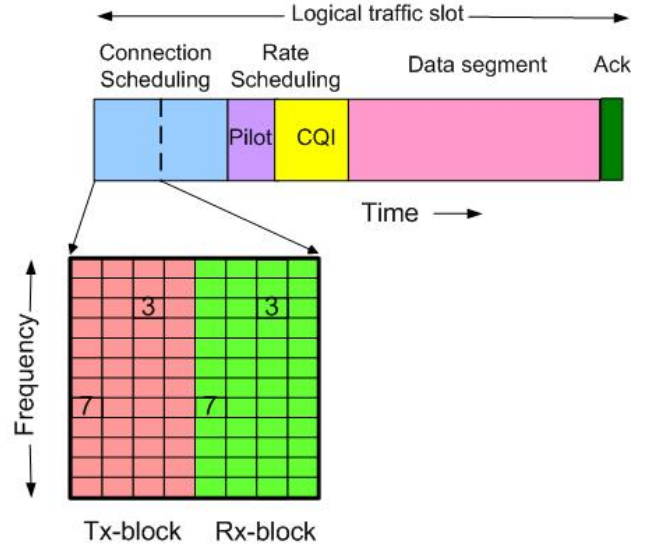 Logical traffic slot
Connection
Scheduling
Rate
Scheduling
Data segment
Ack
Pilot
CQI
Time
Frequency
3
3
7
7
Tx-block
Rx-block